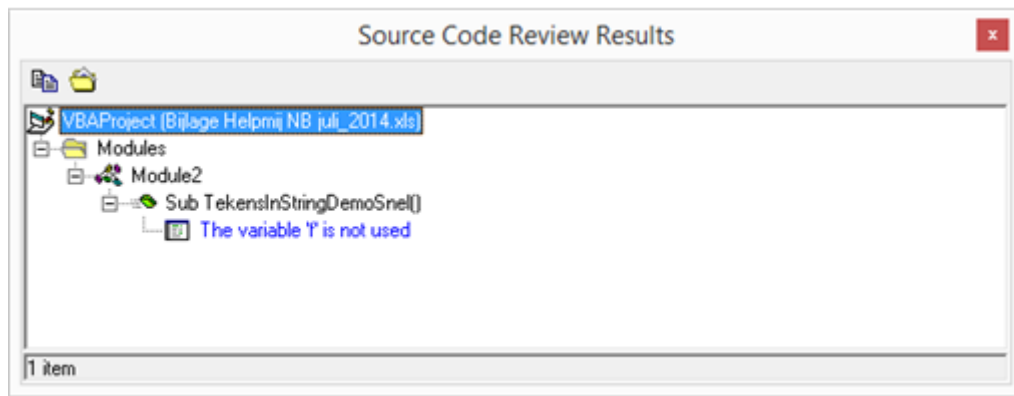 Source Code Review Results
x
VBAProject (Bijlage Helpmij NB juli_2014.xls)
Modules
Module2
Sub TekensInStringDemoSnel()
The variable 'f' is not used
1 item